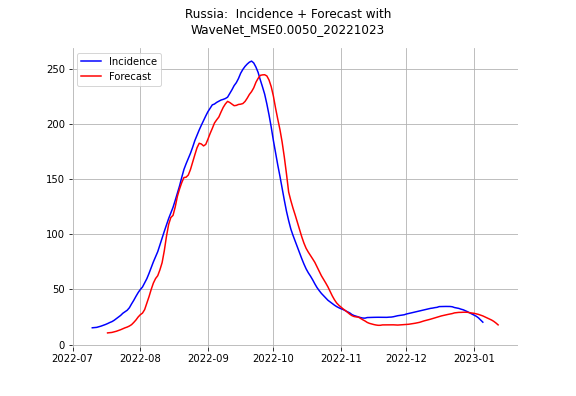 Russia:  Incidence + Forecast with
WaveNet_MSE0.0050_20221023
Incidence
Forecast
250
200
150
100
50
0
2022-07 2022-08 2022-09 2022-10 2022-11 2022-12 2023-01